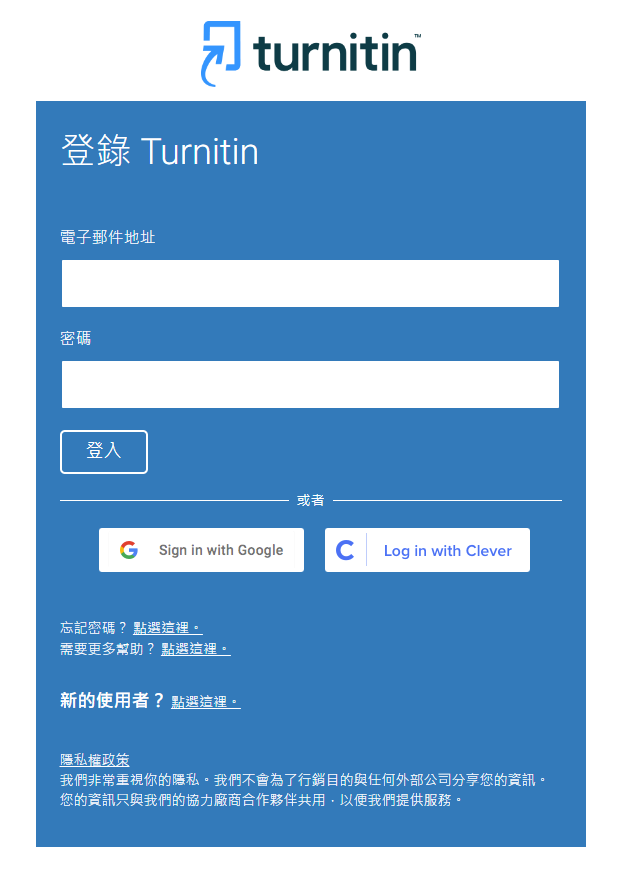 turnitin™
登錄 Turnitin
電子郵件地址
密碼
登入
或者
Sign in with Google
Log in with Clever
忘記密碼？ 點選這裡。
需要更多幫助？ 點選這裡。
新的使用者？ 點選這裡。
隱私權政策
我們非常重視你的隱私。我們不會為了行銷目的與任何外部公司分享您的資訊。
您的資訊只與我們的協力廠商合作夥伴共用，以便我們提供服務。